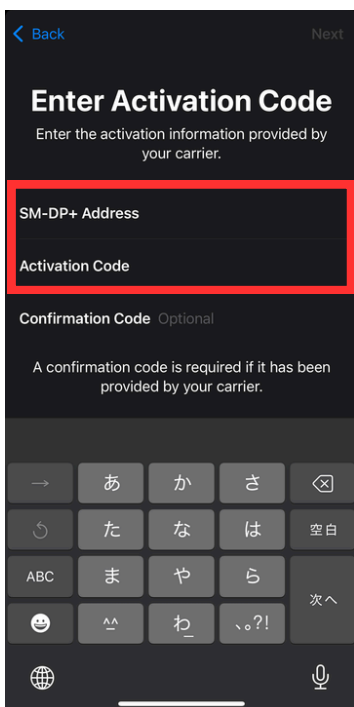 Back
Next
Enter Activation Code
Enter the activation information provided by
your carrier.
SM-DP+ Address
Activation Code
Confirmation Code Optional
A confirmation code is required if it has been
provided by your carrier.
→ あ か さ
た な は 空白
ABC ま や ら
^^ わ_ 、。?! 次へ